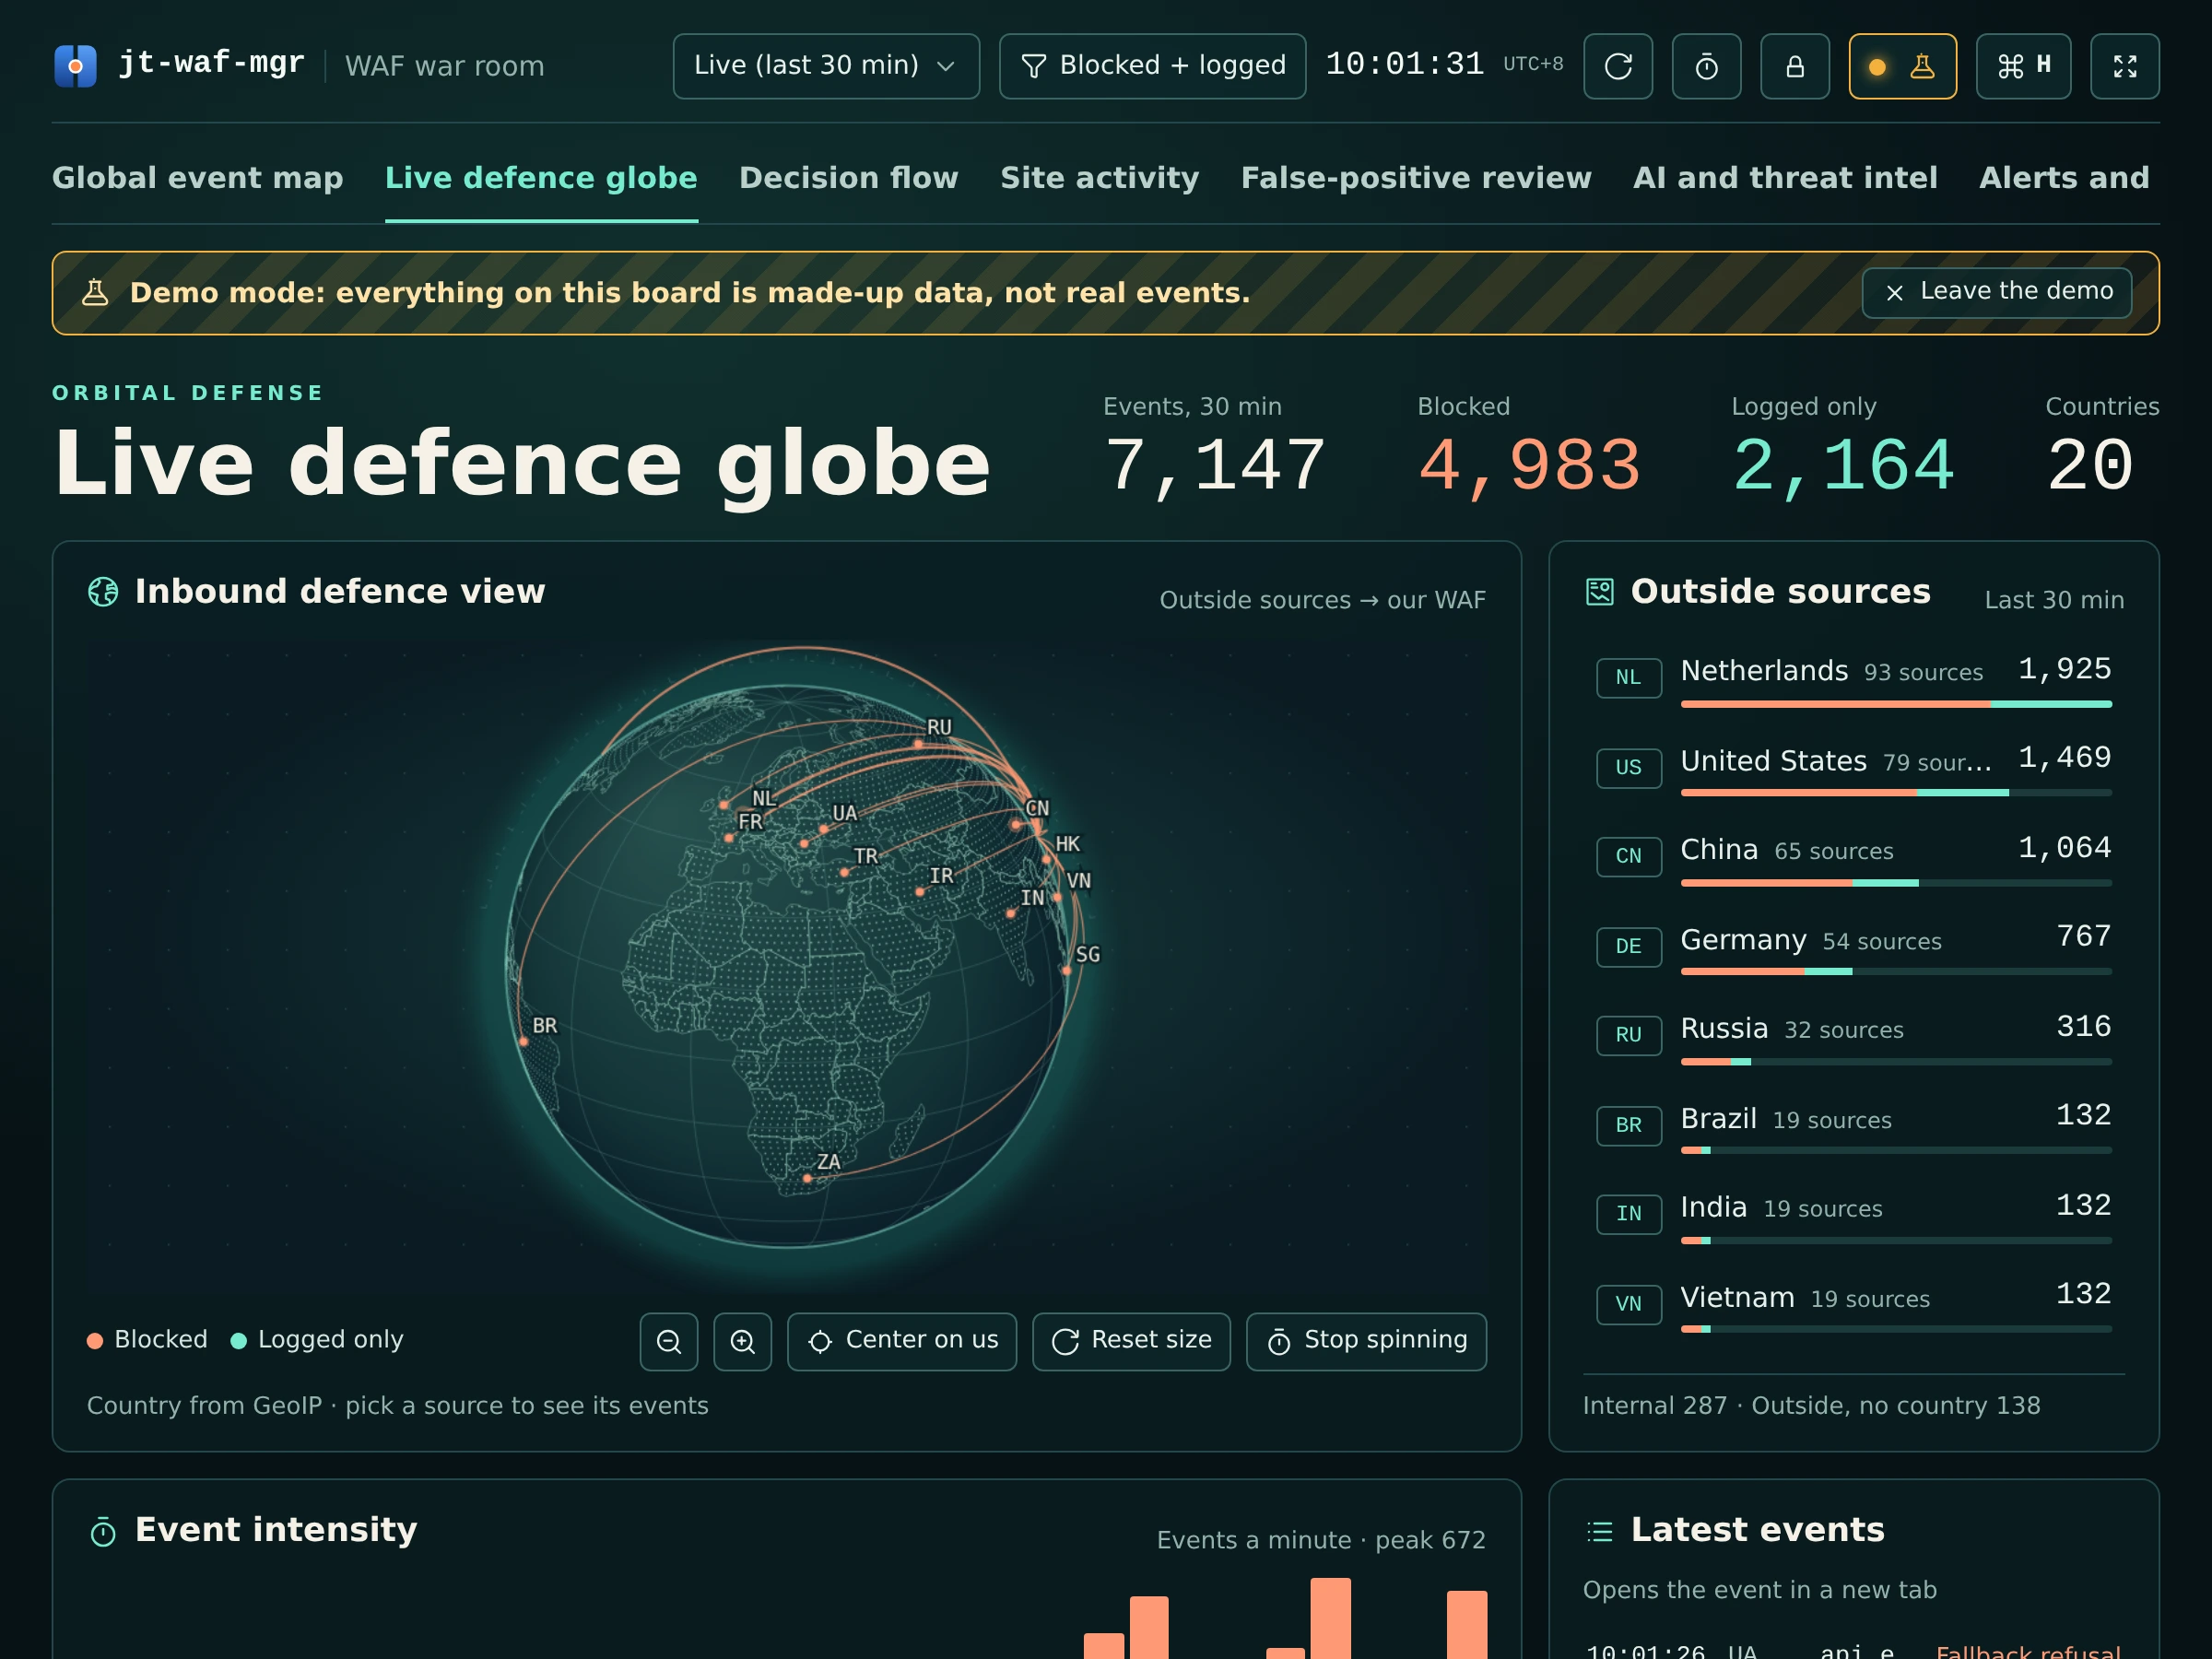 jt-waf-mgr
WAF war room
Live (last 30 min)
Blocked + logged
10:01:31 UTC+8
H
Global event map
Live defence globe
Decision flow
Site activity
False-positive review
AI and threat intel
Alerts and
Demo mode: everything on this board is made-up data, not real events.
Leave the demo
ORBITAL DEFENSE
Live defence globe
Events, 30 min
7,147
Blocked
4,983
Logged only
2,164
Countries
20
Inbound defence view
Outside sources → our WAF
RU
NL
FR
UA
CN
HK
TR
IR
VN
IN
SG
BR
ZA
Blocked
Logged only
Center on us
Reset size
Stop spinning
Country from GeoIP · pick a source to see its events
Outside sources
Last 30 min
NL Netherlands 93 sources 1,925
US United States 79 sour… 1,469
CN China 65 sources 1,064
DE Germany 54 sources 767
RU Russia 32 sources 316
BR Brazil 19 sources 132
IN India 19 sources 132
VN Vietnam 19 sources 132
Internal 287 · Outside, no country 138
Event intensity
Events a minute · peak 672
Latest events
Opens the event in a new tab
10:01:26 UA api e Fallback refusal